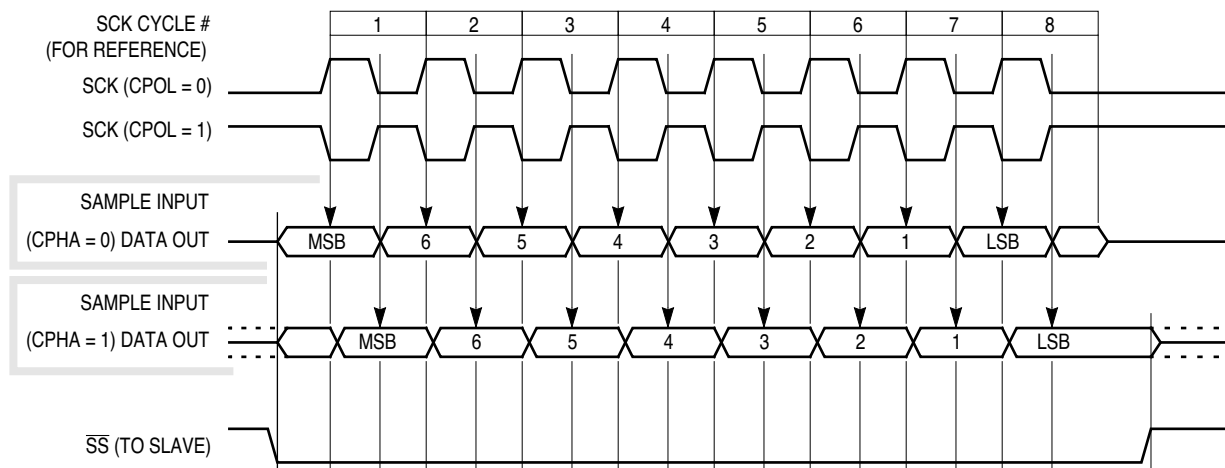 SCK CYCLE # 1 2 3 4 5 6 7 8
(FOR REFERENCE)
SCK (CPOL = 0)
SCK (CPOL = 1)
SAMPLE INPUT
(CPHA = 0) DATA OUT MSB 6 5 4 3 2 1 LSB
SAMPLE INPUT
(CPHA = 1) DATA OUT MSB 6 5 4 3 2 1 LSB
S̅S̅ (TO SLAVE)